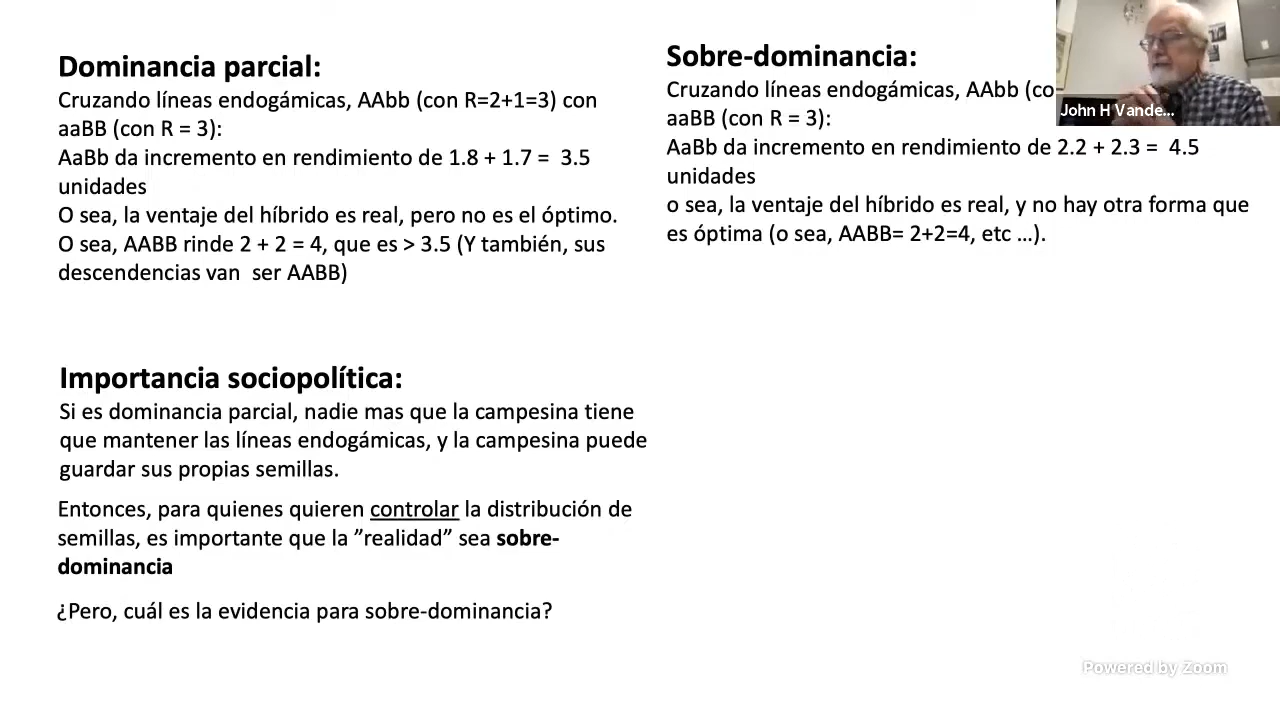 Dominancia parcial:
Cruzando líneas endogámicas, AAbb (con R=2+1=3) con
aaBB (con R = 3):
AaBb da incremento en rendimiento de 1.8 + 1.7 = 3.5
unidades
O sea, la ventaje del híbrido es real, pero no es el óptimo.
O sea, AABB rinde 2 + 2 = 4, que es > 3.5 (Y también, sus
descendencias van ser AABB)
Sobre-dominancia:
Cruzando líneas endogámicas, AAbb (co
aaBB (con R = 3):
AaBb da incremento en rendimiento de 2.2 + 2.3 = 4.5
unidades
o sea, la ventaje del híbrido es real, y no hay otra forma que
es óptima (o sea, AABB= 2+2=4, etc ...).
John H Vande...
Importancia sociopolítica:
Si es dominancia parcial, nadie mas que la campesina tiene
que mantener las líneas endogámicas, y la campesina puede
guardar sus propias semillas.
Entonces, para quienes quieren controlar la distribución de
semillas, es importante que la ”realidad” sea sobre-
dominancia
¿Pero, cuál es la evidencia para sobre-dominancia?
Powered by Zoom